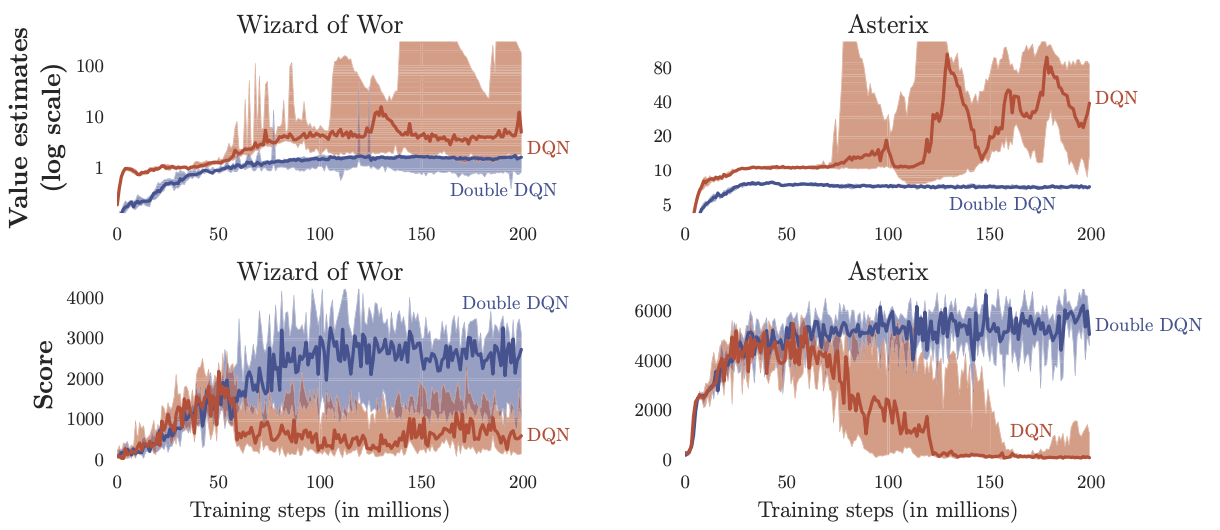 Wizard of Wor
Asterix
Value estimates
(log scale)
100
10
1
DQN
Double DQN
0
50
100
150
200
80
40
20
10
5
DQN
Double DQN
0
50
100
150
200
Wizard of Wor
Asterix
Score
4000
3000
2000
1000
0
Double DQN
DQN
0
50
100
150
200
Training steps (in millions)
6000
4000
2000
0
Double DQN
DQN
0
50
100
150
200
Training steps (in millions)